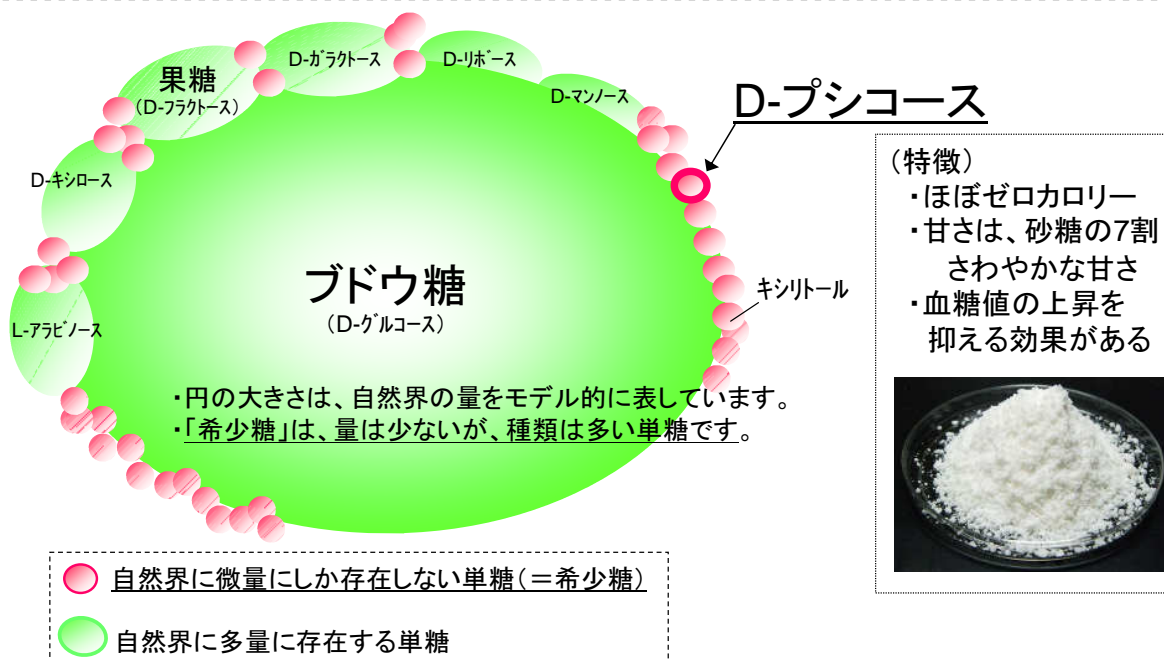 D-ガラクトース
D-リボース
果糖
(D-フラクトース)
D-マンノース
D-プシコース
D-キシロース
(特徴)
・ほぼゼロカロリー
・甘さは、砂糖の7割
さわやかな甘さ
・血糖値の上昇を
抑える効果がある
ブドウ糖
(D-グルコース)
キシリトール
L-アラビノース
・円の大きさは、自然界の量をモデル的に表しています。
・「希少糖」は、量は少ないが、種類は多い単糖です。
自然界に微量にしか存在しない単糖(=希少糖)
自然界に多量に存在する単糖